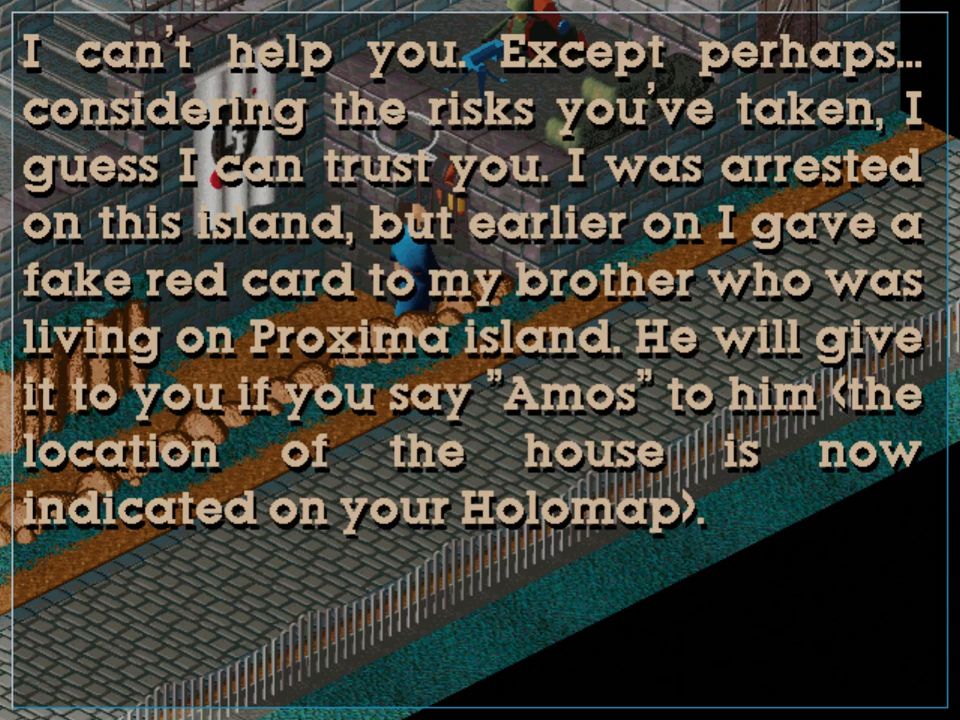 I can't help you. Except perhaps...
considering the risks you've taken, I
guess I can trust you. I was arrested
on this island, but earlier on I gave a
fake red card to my brother who was
living on Proxima island. He will give
it to you if you say "Amos" to him (the
location of the house is now
indicated on your Holomap).